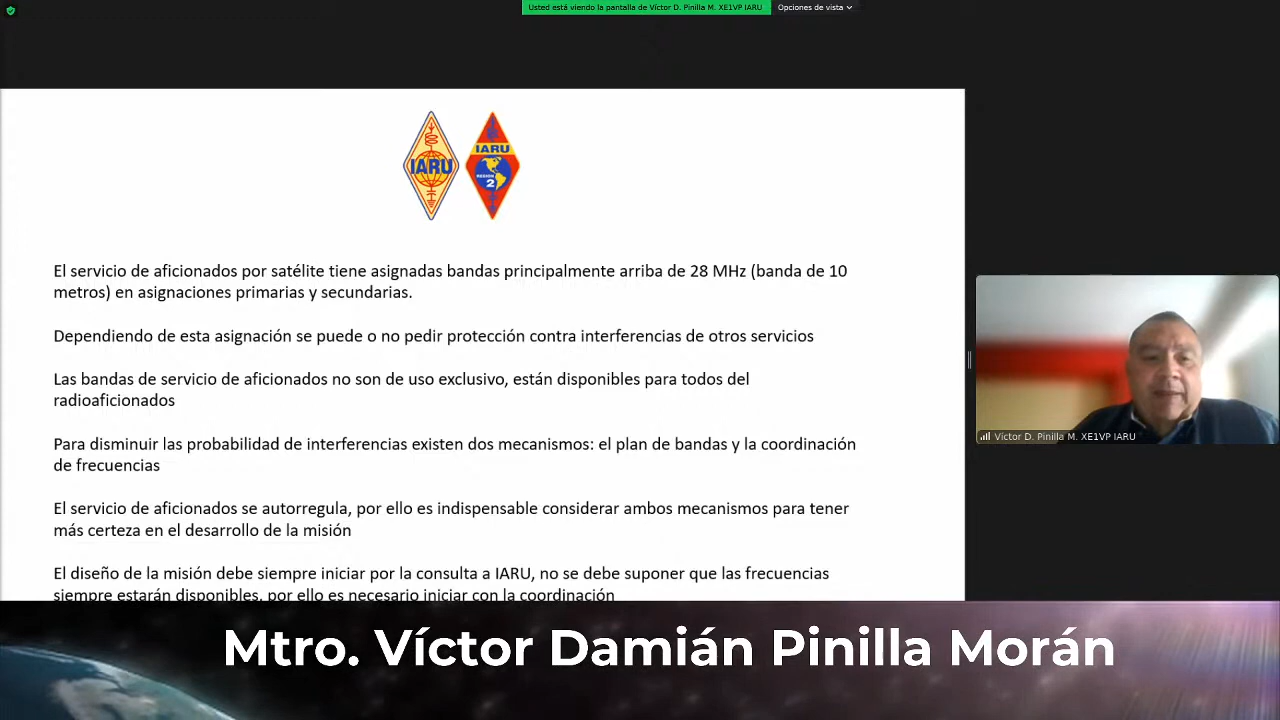 Usted está viendo la pantalla de Víctor D. Pinilla M. XE1VP IARU
Opciones de vista
IARU
IARU
REGION
2
El servicio de aficionados por satélite tiene asignadas bandas principalmente arriba de 28 MHz (banda de 10
metros) en asignaciones primarias y secundarias.
Dependiendo de esta asignación se puede o no pedir protección contra interferencias de otros servicios
Las bandas de servicio de aficionados no son de uso exclusivo, están disponibles para todos del
radioaficionados
Para disminuir las probabilidad de interferencias existen dos mecanismos: el plan de bandas y la coordinación
de frecuencias
El servicio de aficionados se autorregula, por ello es indispensable considerar ambos mecanismos para tener
más certeza en el desarrollo de la misión
El diseño de la misión debe siempre iniciar por la consulta a IARU, no se debe suponer que las frecuencias
siempre estarán disponibles, por ello es necesario iniciar con la coordinación
Víctor D. Pinilla M. XE1VP IARU
Mtro. Víctor Damián Pinilla Morán